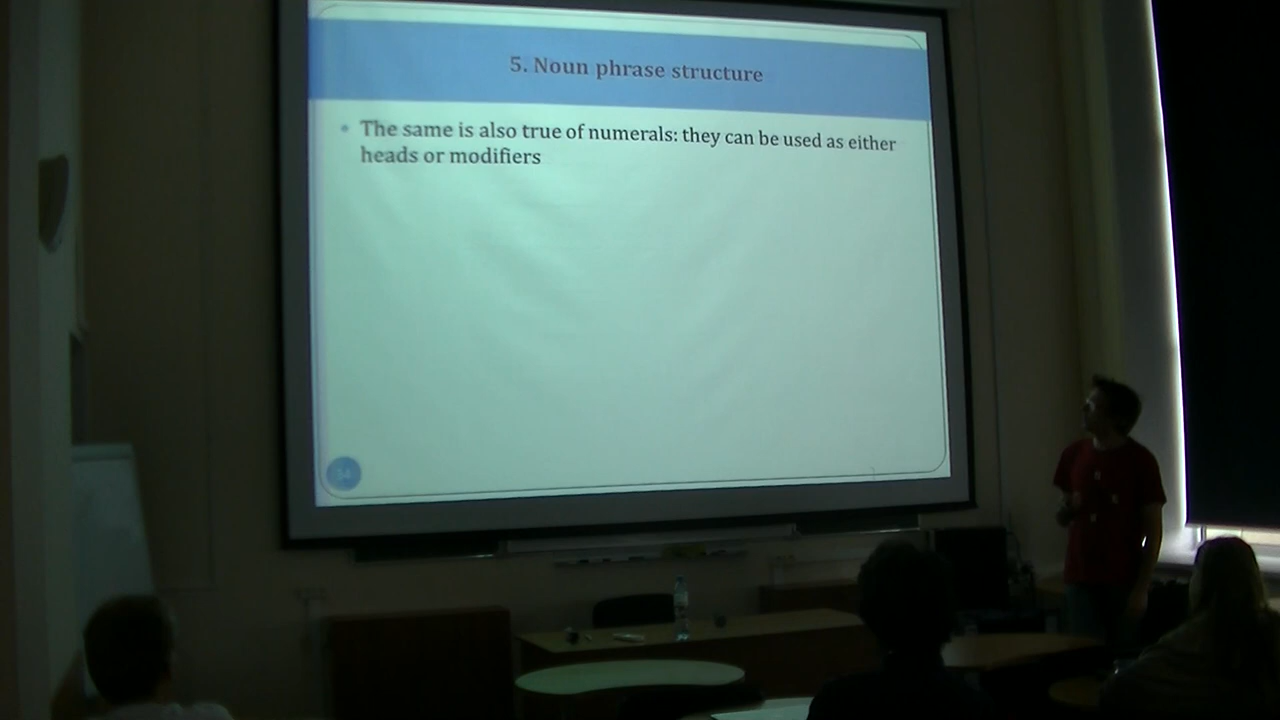 5. Noun phrase structure
• The same is also true of numerals: they can be used as either
heads or modifiers